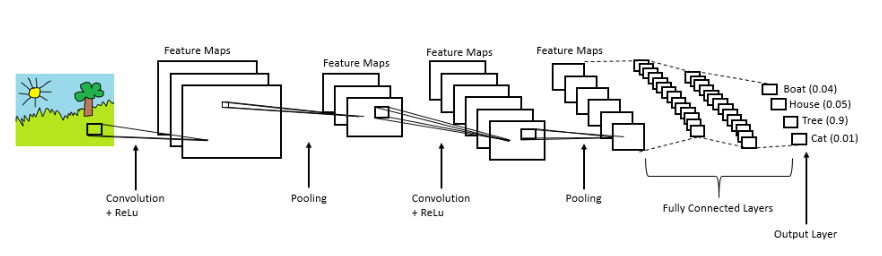 Feature Maps
Feature Maps
Feature Maps
Feature Maps
Boat (0.04)
House (0.05)
Tree (0.9)
Cat (0.01)
Convolution
+ ReLu
Pooling
Convolution
+ ReLu
Pooling
Fully Connected Layers
Output Layer